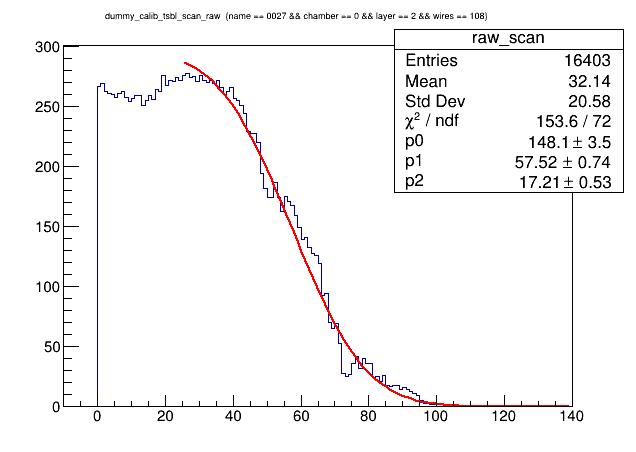 dummy_calib_tsbl_scan_raw (name == 0027 && chamber == 0 && layer == 2 && wires == 108)
raw_scan
Entries 16403
Mean 32.14
Std Dev 20.58
χ² / ndf 153.6 / 72
p0 148.1 ± 3.5
p1 57.52 ± 0.74
p2 17.21 ± 0.53
300
250
200
150
100
50
0
0 20 40 60 80 100 120 140